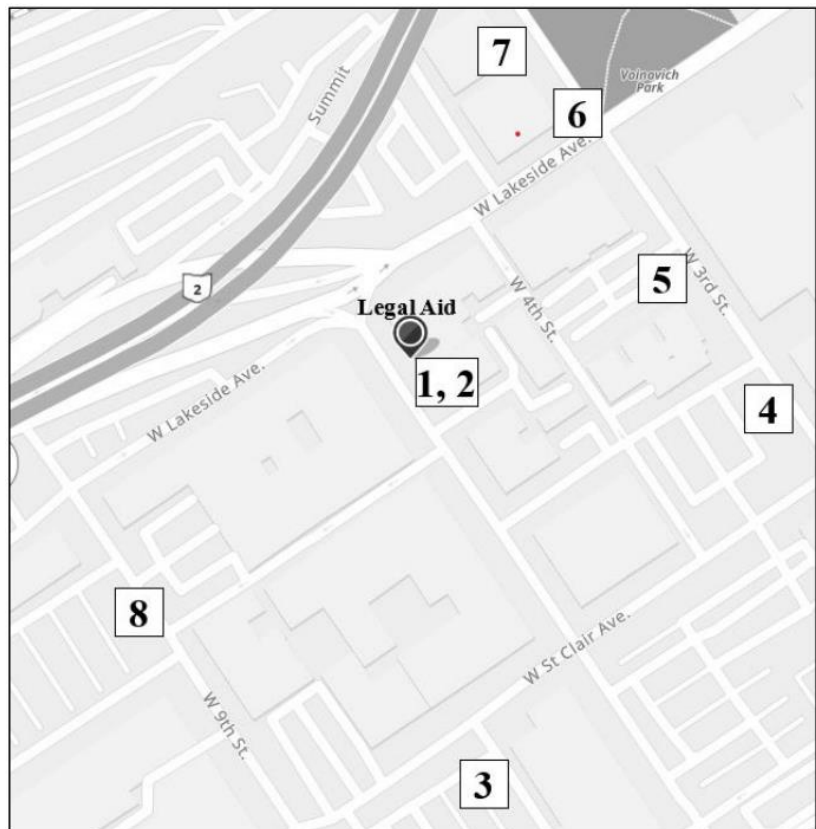 7
Voinovich
Park
6
Summit
W Lakeside Ave.
5
W 3rd St.
2
W 4th St.
Legal Aid
1, 2
4
W Lakeside Ave.
8
W St Clair Ave.
W 9th St.
3